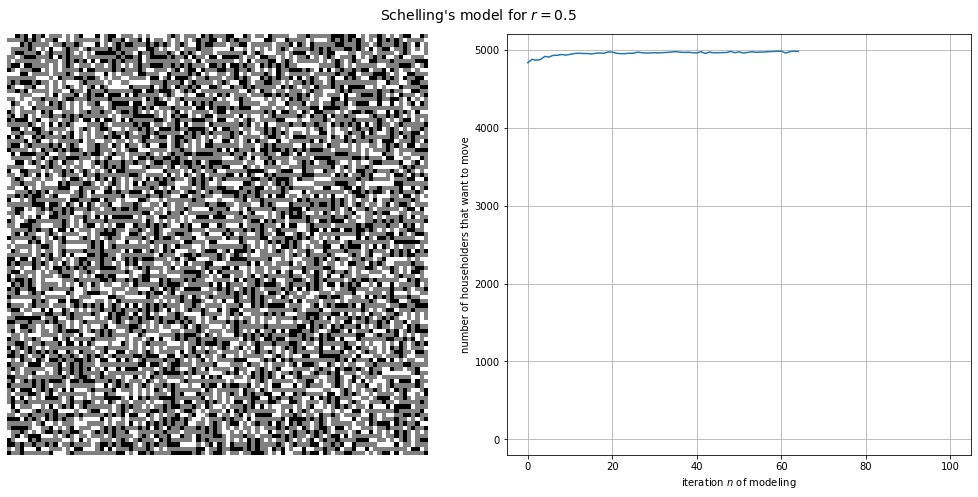 Schelling's model for r = 0.5
number of householders that want to move
5000
4000
3000
2000
1000
0
0 20 40 60 80 100
iteration n of modeling